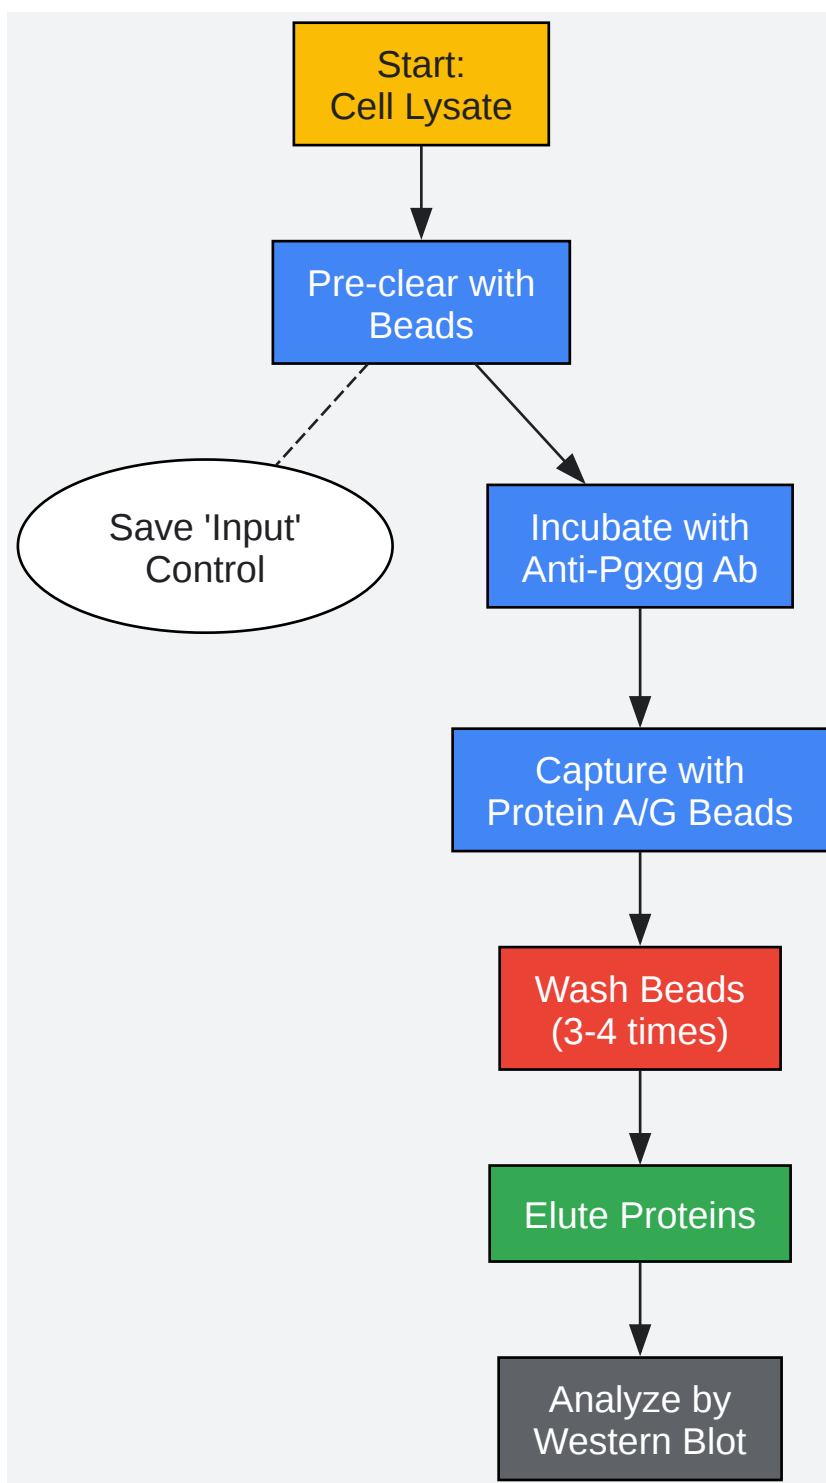 Start:
Cell Lysate
Pre-clear with
Beads
Save 'Input'
Control
Incubate with
Anti-Pgxgg Ab
Capture with
Protein A/G Beads
Wash Beads
(3-4 times)
Elute Proteins
Analyze by
Western Blot